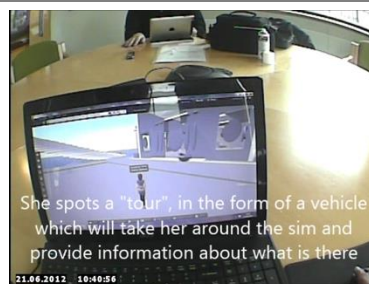 She spots a "tour", in the form of a vehicle
which will take her around the sim and
provide information about what is there
21.06.2012 10:40:56